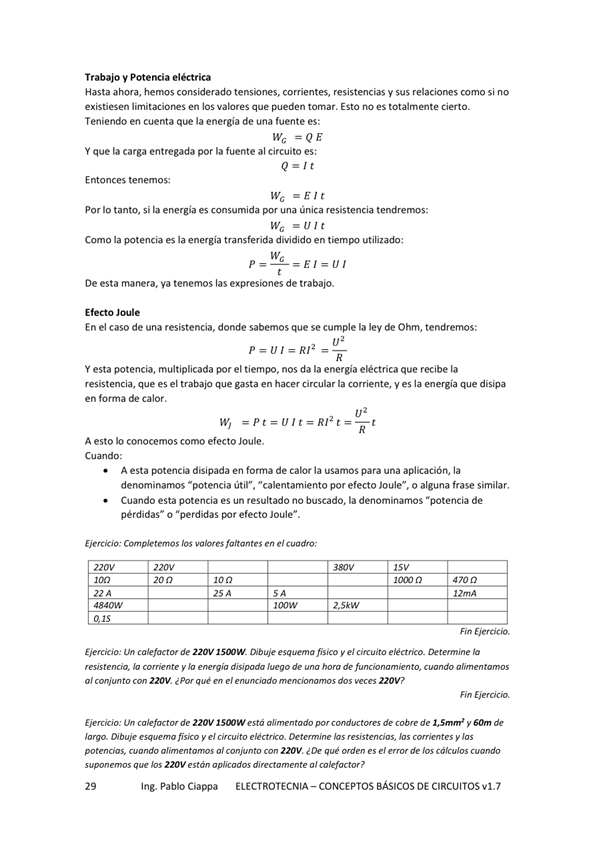 Trabajo y Potencia eléctrica
Hasta ahora, hemos considerado tensiones, corrientes, resistencias y sus relaciones como si no
existiesen limitaciones en los valores que pueden tomar. Esto no es totalmente cierto.
Teniendo en cuenta que la energía de una fuente es:
W_G = Q E
Y que la carga entregada por la fuente al circuito es:
Q = I t
Entonces tenemos:
W_G = E I t
Por lo tanto, si la energía es consumida por una única resistencia tendremos:
W_G = U I t
Como la potencia es la energía transferida dividido en tiempo utilizado:
P = W_G / t = E I = U I
De esta manera, ya tenemos las expresiones de trabajo.
Efecto Joule
En el caso de una resistencia, donde sabemos que se cumple la ley de Ohm, tendremos:
P = U I = RI² = U² / R
Y esta potencia, multiplicada por el tiempo, nos da la energía eléctrica que recibe la
resistencia, que es el trabajo que gasta en hacer circular la corriente, y es la energía que disipa
en forma de calor.
W_J = P t = U I t = RI² t = U² / R t
A esto lo conocemos como efecto Joule.
Cuando:
• A esta potencia disipada en forma de calor la usamos para una aplicación, la
denominamos “potencia útil”, “calentamiento por efecto Joule”, o alguna frase similar.
• Cuando esta potencia es un resultado no buscado, la denominamos “potencia de
pérdidas” o “perdidas por efecto Joule”.
Ejercicio: Completemos los valores faltantes en el cuadro:
220V 220V 380V 15V
10Ω 20 Ω 10 Ω 1000 Ω 470 Ω
22 A 25 A 5 A 12mA
4840W 100W 2,5kW
0,1S
Fin Ejercicio.
Ejercicio: Un calefactor de 220V 1500W. Dibuje esquema físico y el circuito eléctrico. Determine la
resistencia, la corriente y la energía disipada luego de una hora de funcionamiento, cuando alimentamos
al conjunto con 220V. ¿Por qué en el enunciado mencionamos dos veces 220V?
Fin Ejercicio.
Ejercicio: Un calefactor de 220V 1500W está alimentado por conductores de cobre de 1,5mm² y 60m de
largo. Dibuje esquema físico y el circuito eléctrico. Determine las resistencias, las corrientes y las
potencias, cuando alimentamos al conjunto con 220V. ¿De qué orden es el error de los cálculos cuando
suponemos que los 220V están aplicados directamente al calefactor?
29 Ing. Pablo Ciappa ELECTROTECNIA – CONCEPTOS BÁSICOS DE CIRCUITOS v1.7